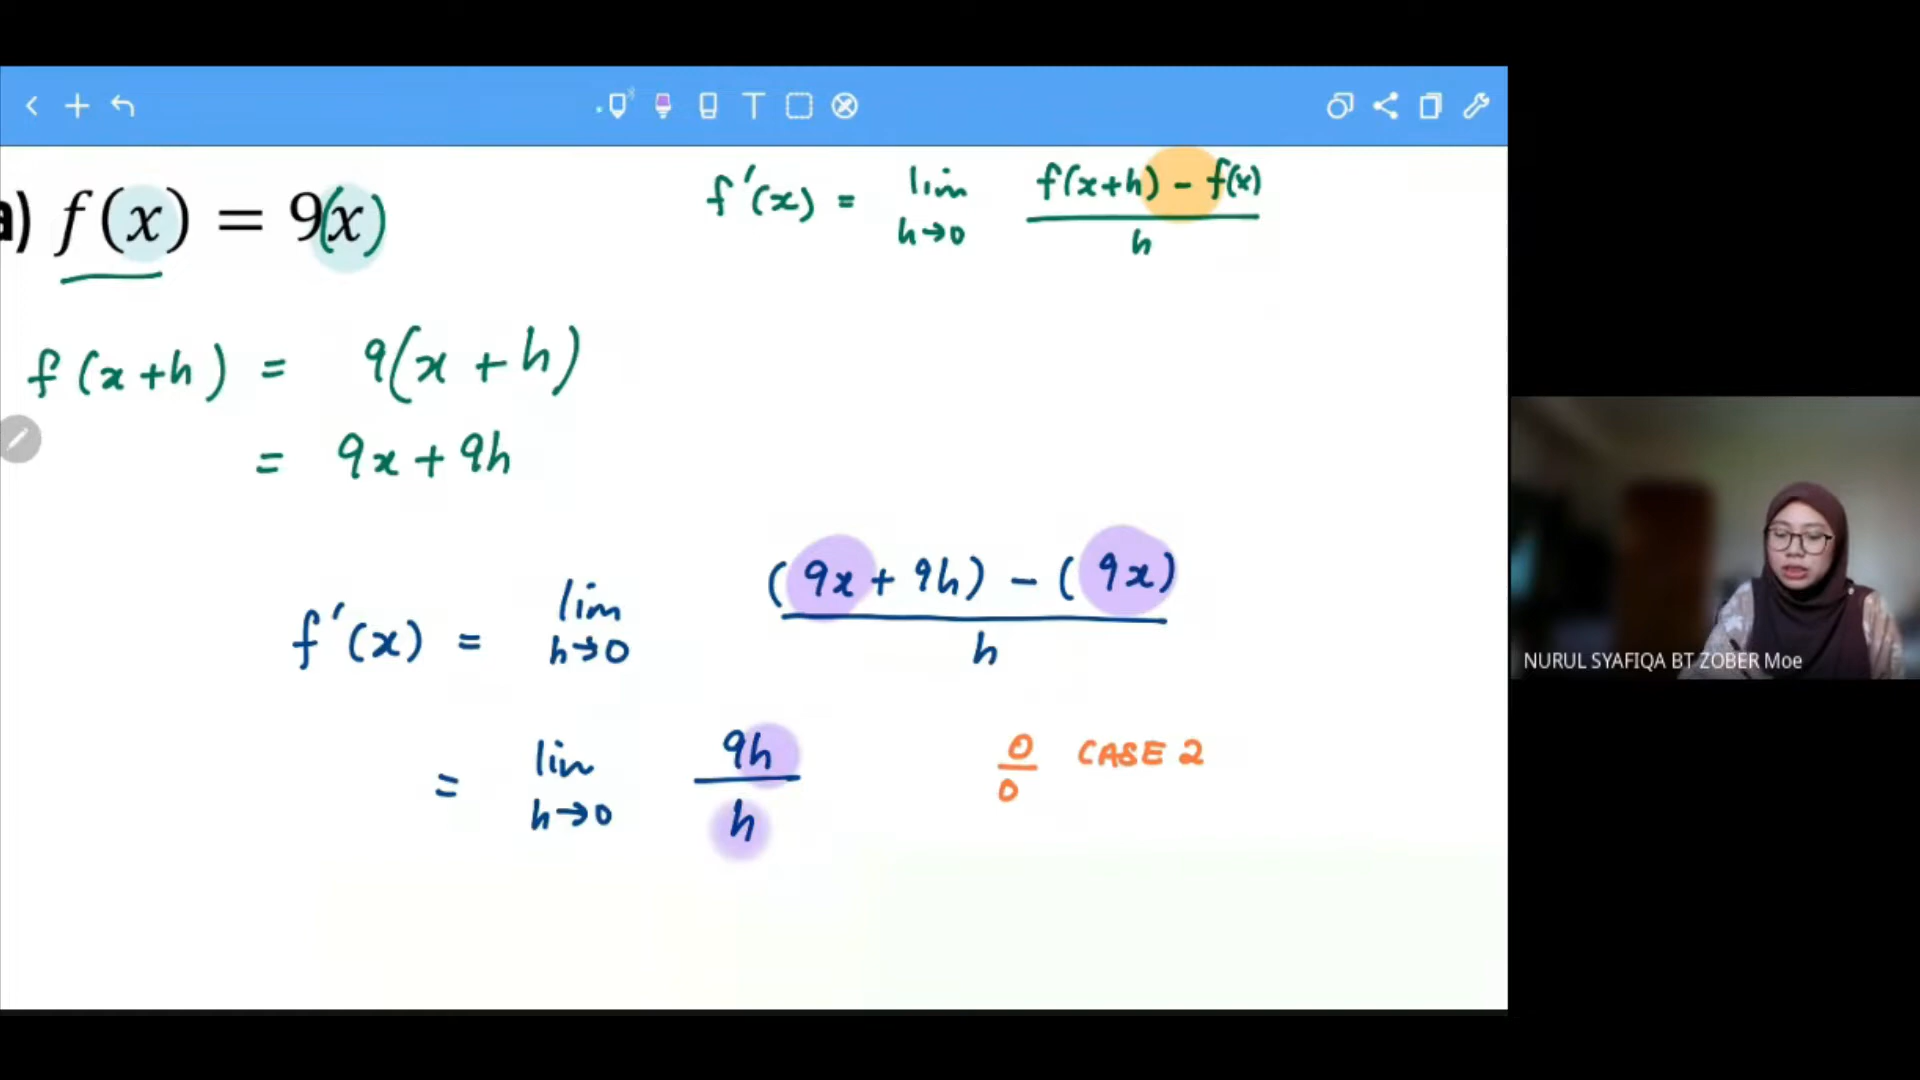 a) f(x) = 9(x)
f'(x) = lim h→0 f(x+h) - f(x) / h
f(x+h) = 9(x + h)
= 9x + 9h
f'(x) = lim h→0 (9x + 9h) - (9x) / h
= lim h→0 9h / h
0/0 CASE 2
NURUL SYAFIQA BT ZOBER Moe